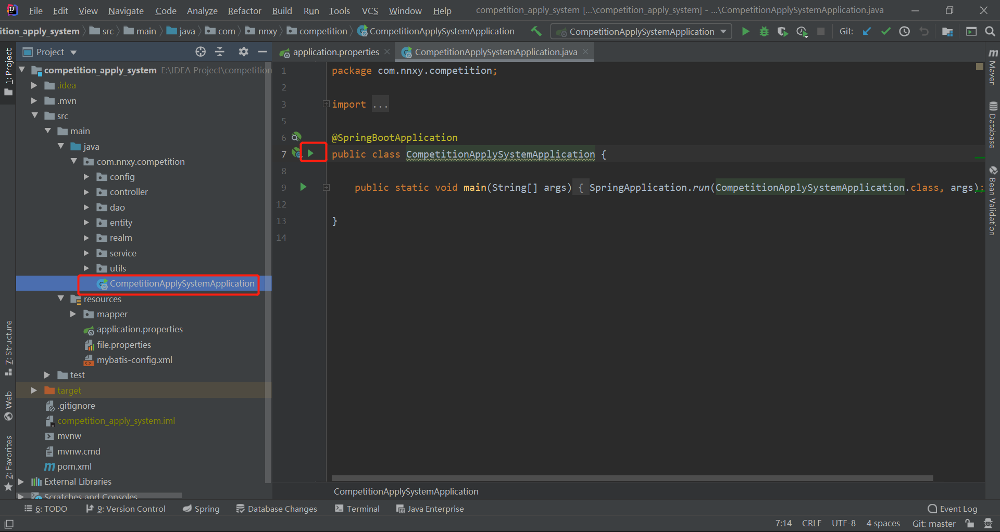 File Edit View Navigate Code Analyze Refactor Build Run Tools VCS Window Help competition_apply_system [...\competition_apply_system] - ...\CompetitionApplySystemApplication.java
ition_apply_system src main java com nnxy competition CompetitionApplySystemApplication CompetitionApplySystemApplication Git:
Project
application.properties CompetitionApplySystemApplication.java
1: Project
7: Structure
Web
2: Favorites
competition_apply_system E:\IDEA Project\competition
.idea
.mvn
src
main
java
com.nnxy.competition
config
controller
dao
entity
realm
service
utils
CompetitionApplySystemApplication
resources
mapper
application.properties
file.properties
mybatis-config.xml
test
target
.gitignore
competition_apply_system.iml
mvnw
mvnw.cmd
pom.xml
External Libraries
Scratches and Consoles
1 package com.nnxy.competition;
2
3 import ...
5
6 @SpringBootApplication
7 public class CompetitionApplySystemApplication {
8
9 public static void main(String[] args) { SpringApplication.run(CompetitionApplySystemApplication.class, args);
12
13 }
14
CompetitionApplySystemApplication
Maven
Database
Bean Validation
6: TODO 9: Version Control Spring Database Changes Terminal Java Enterprise Event Log
7:14 CRLF UTF-8 4 spaces Git: master